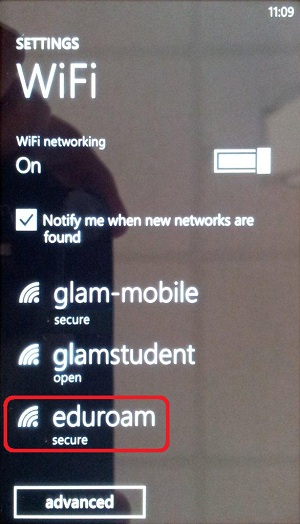 11:09
SETTINGS
WiFi
WiFi networking
On
Notify me when new networks are
found
glam-mobile
secure
glamstudent
open
eduroam
secure
advanced